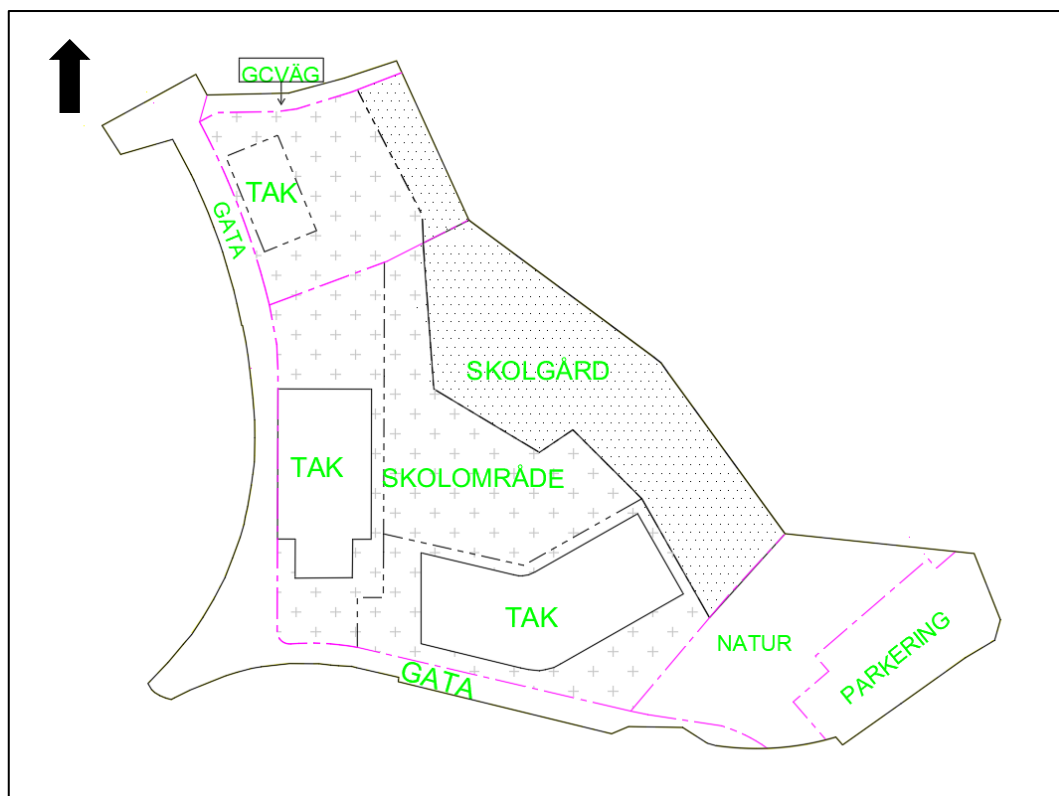 GCVÄG
TAK
GATA
SKOLGÅRD
TAK
SKOLOMRÅDE
TAK
NATUR
PARKERING
GATA